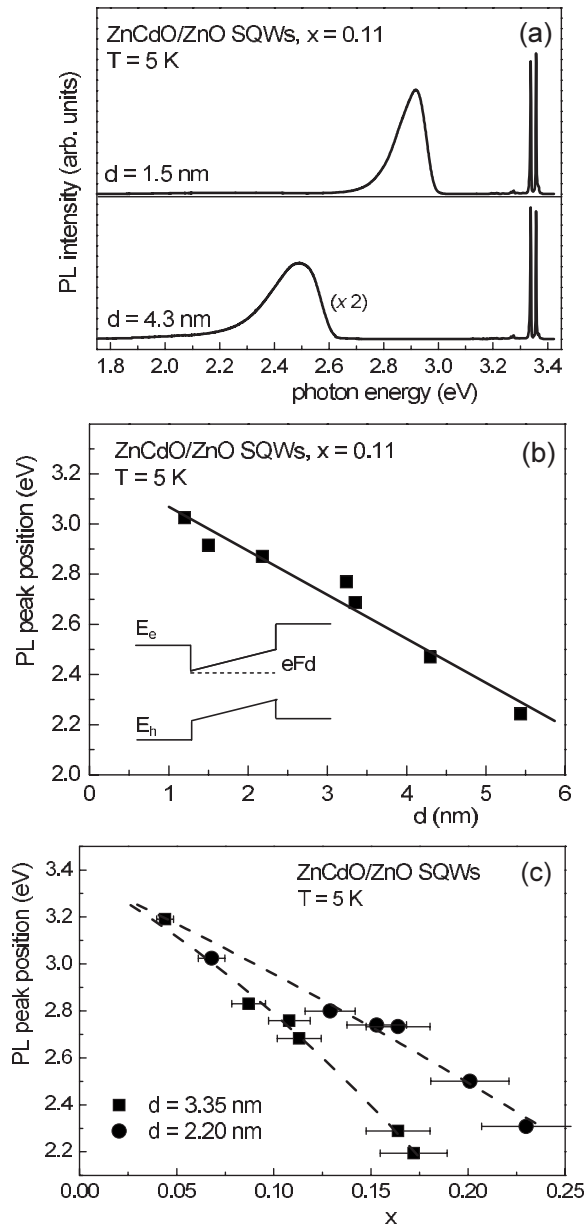 ZnCdO/ZnO SQWs, x = 0.11
(a)
T = 5 K
d = 1.5 nm
PL intensity (arb. units)
d = 4.3 nm
(x 2)
1.8 2.0 2.2 2.4 2.6 2.8 3.0 3.2 3.4
photon energy (eV)
ZnCdO/ZnO SQWs, x = 0.11
(b)
T = 5 K
PL peak position (eV)
3.2
3.0
2.8
2.6
2.4
2.2
2.0
E_e
eFd
E_h
0 1 2 3 4 5 6
d (nm)
ZnCdO/ZnO SQWs
(c)
T = 5 K
PL peak position (eV)
3.4
3.2
3.0
2.8
2.6
2.4
2.2
d = 3.35 nm
d = 2.20 nm
0.00 0.05 0.10 0.15 0.20 0.25
x